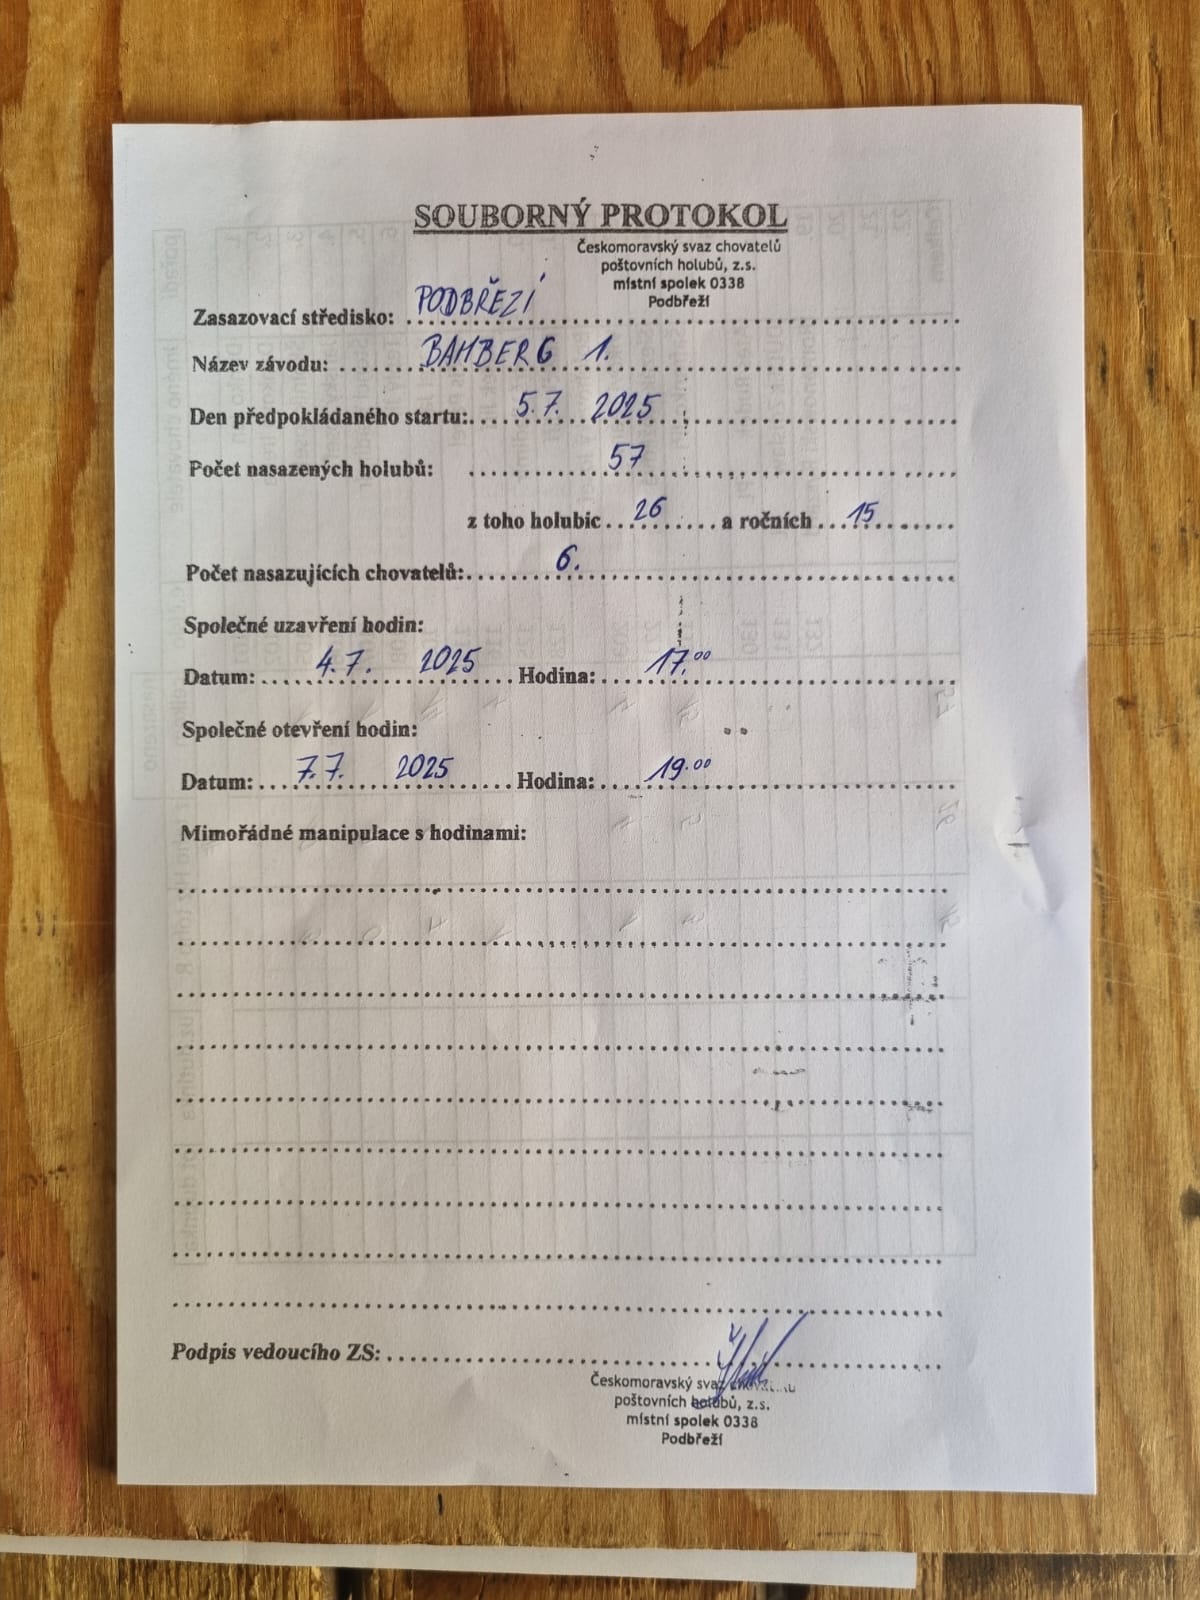 SOUBORNÝ PROTOKOL
Českomoravský svaz chovatelů
poštovních holubů, z.s.
místní spolek 0338
Podbřeží
Zasazovací středisko: PODBŘEZÍ
Název závodu: BAMBERG 1.
Den předpokládaného startu: 5.7. 2025
Počet nasazených holubů: 57
z toho holubic 26 a ročních 15
Počet nasazujících chovatelů: 6.
Společné uzavření hodin:
Datum: 4.7. 2025 Hodina: 17.00
Společné otevření hodin:
Datum: 7.7. 2025 Hodina: 19.00
Mimořádné manipulace s hodinami:
Podpis vedoucího ZS:
Českomoravský svaz chovatelů
poštovních holubů, z.s.
místní spolek 0338
Podbřeží